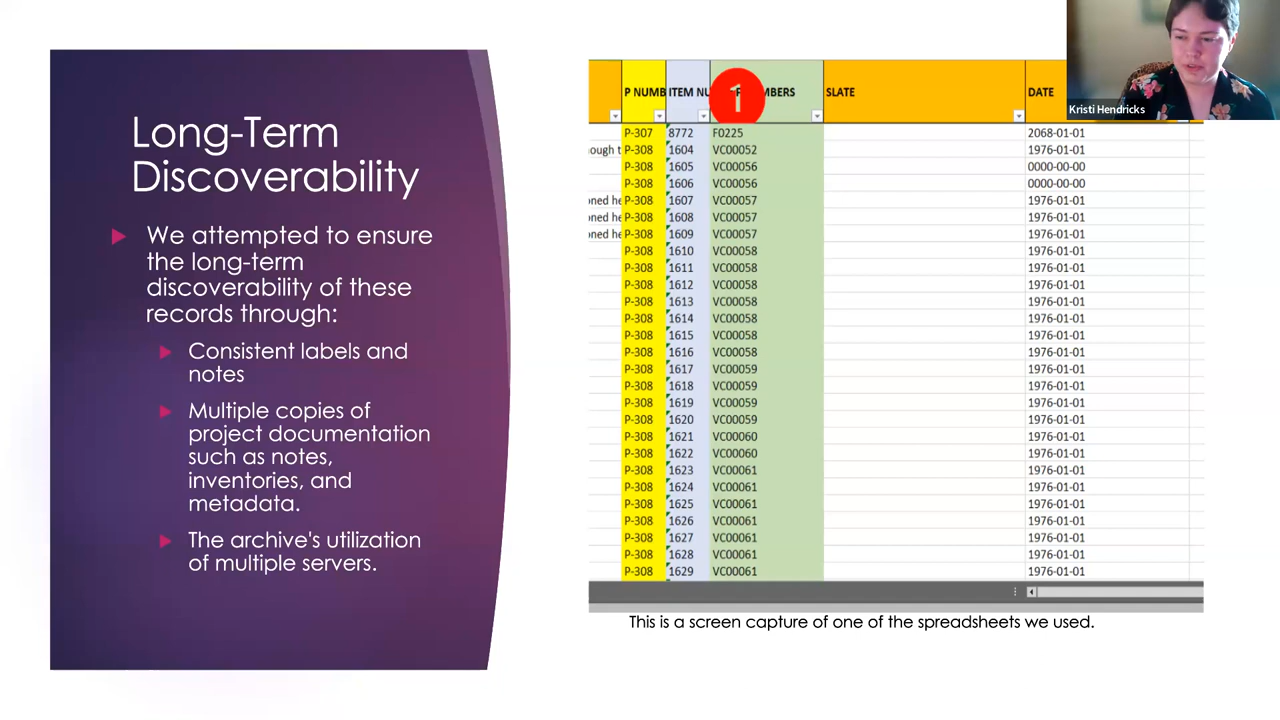 Long-Term
Discoverability
We attempted to ensure
the long-term
discoverability of these
records through:
Consistent labels and
notes
Multiple copies of
project documentation
such as notes,
inventories, and
metadata.
The archive's utilization
of multiple servers.
P NUMB ITEM NU 1 MBERS SLATE DATE
P-307 8772 F0225 2068-01-01
ough t P-308 1604 VC00052 1976-01-01
P-308 1605 VC00056 0000-00-00
P-308 1606 VC00056 0000-00-00
oned he P-308 1607 VC00057 1976-01-01
oned he P-308 1608 VC00057 1976-01-01
oned he P-308 1609 VC00057 1976-01-01
P-308 1610 VC00058 1976-01-01
P-308 1611 VC00058 1976-01-01
P-308 1612 VC00058 1976-01-01
P-308 1613 VC00058 1976-01-01
P-308 1614 VC00058 1976-01-01
P-308 1615 VC00058 1976-01-01
P-308 1616 VC00058 1976-01-01
P-308 1617 VC00059 1976-01-01
P-308 1618 VC00059 1976-01-01
P-308 1619 VC00059 1976-01-01
P-308 1620 VC00059 1976-01-01
P-308 1621 VC00060 1976-01-01
P-308 1622 VC00060 1976-01-01
P-308 1623 VC00061 1976-01-01
P-308 1624 VC00061 1976-01-01
P-308 1625 VC00061 1976-01-01
P-308 1626 VC00061 1976-01-01
P-308 1627 VC00061 1976-01-01
P-308 1628 VC00061 1976-01-01
P-308 1629 VC00061 1976-01-01
This is a screen capture of one of the spreadsheets we used.
Kristi Hendricks